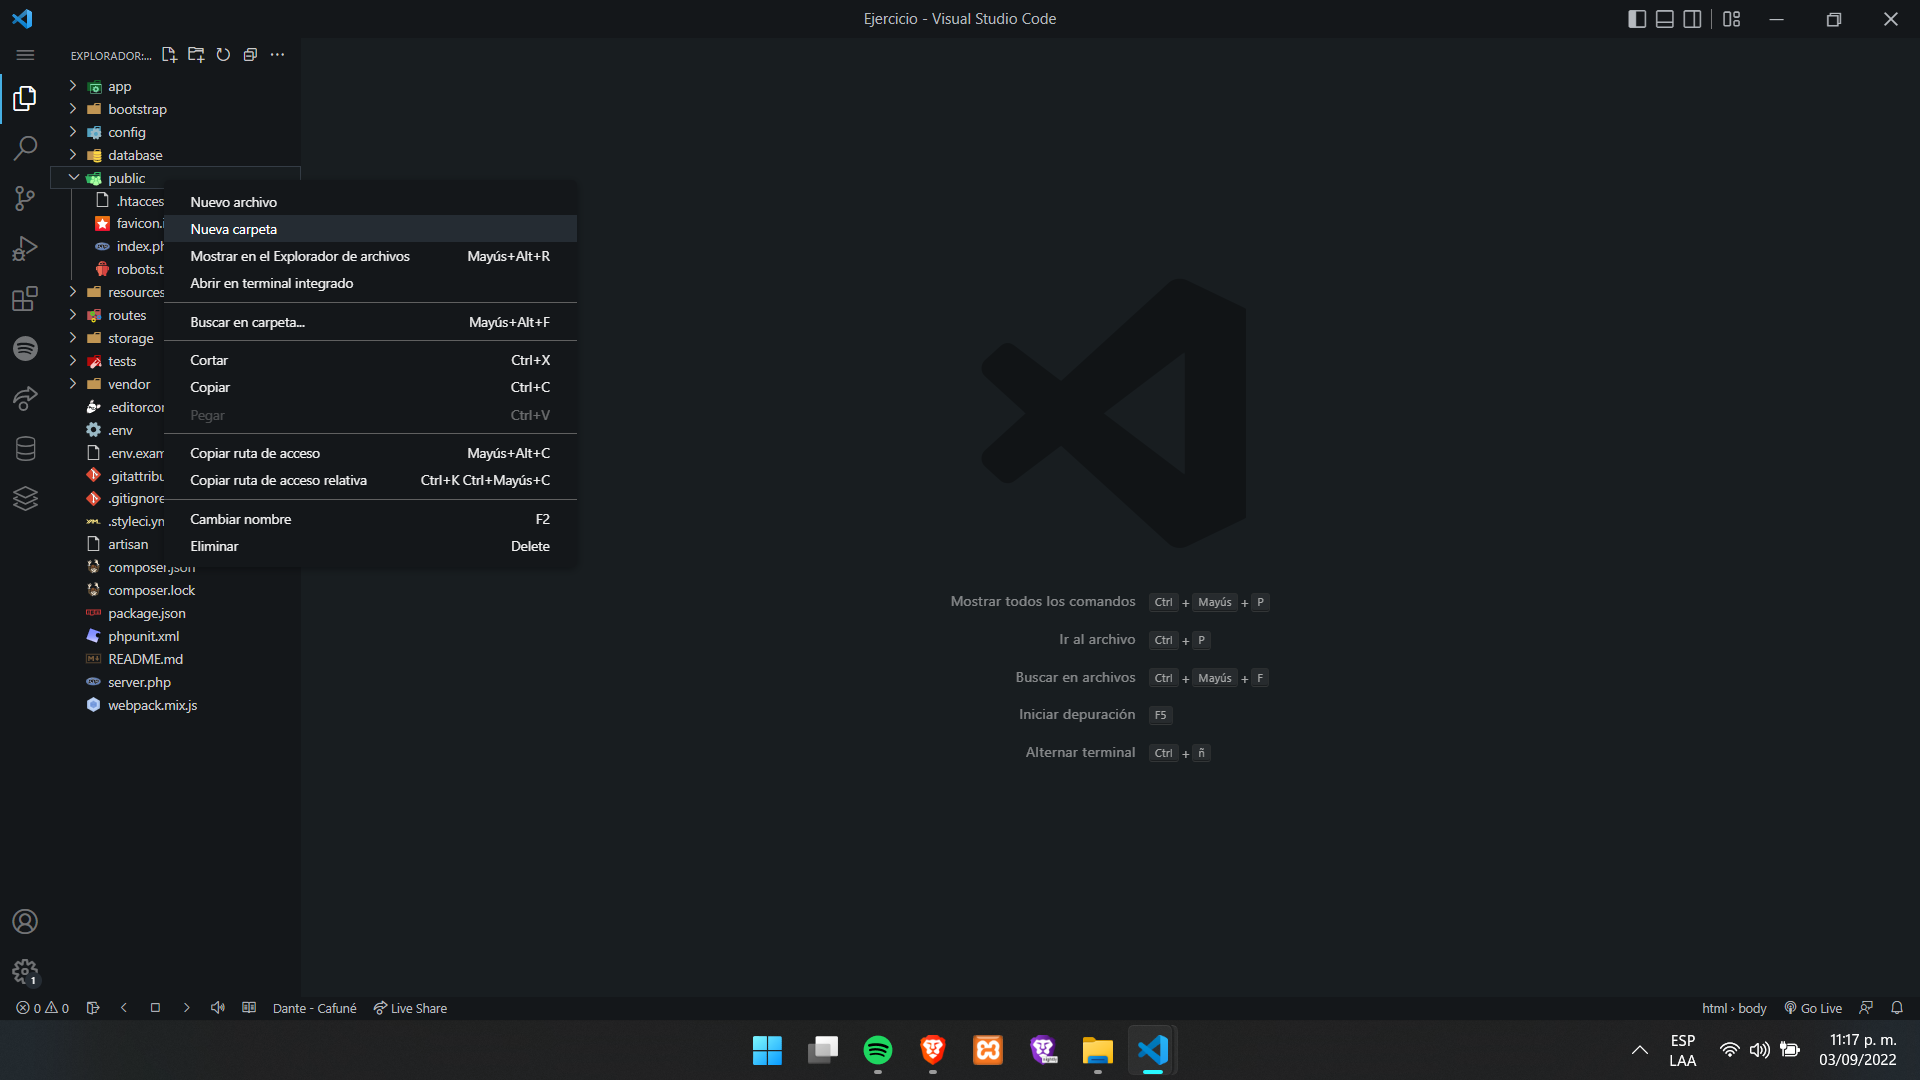 Ejercicio - Visual Studio Code
EXPLORADOR:...
app
bootstrap
config
database
public
.htacces
favicon.i
index.ph
robots.t
resources
routes
storage
tests
vendor
.editorcon
.env
.env.exam
.gitattribu
.gitignore
.styleci.ym
artisan
composer.json
composer.lock
package.json
phpunit.xml
README.md
server.php
webpack.mix.js
Nuevo archivo
Nueva carpeta
Mostrar en el Explorador de archivos Mayús+Alt+R
Abrir en terminal integrado
Buscar en carpeta... Mayús+Alt+F
Cortar Ctrl+X
Copiar Ctrl+C
Pegar Ctrl+V
Copiar ruta de acceso Mayús+Alt+C
Copiar ruta de acceso relativa Ctrl+K Ctrl+Mayús+C
Cambiar nombre F2
Eliminar Delete
Mostrar todos los comandos Ctrl + Mayús + P
Ir al archivo Ctrl + P
Buscar en archivos Ctrl + Mayús + F
Iniciar depuración F5
Alternar terminal Ctrl + ñ
1
0 0 Dante - Cafuné Live Share html › body Go Live
ESP
LAA
11:17 p. m.
03/09/2022